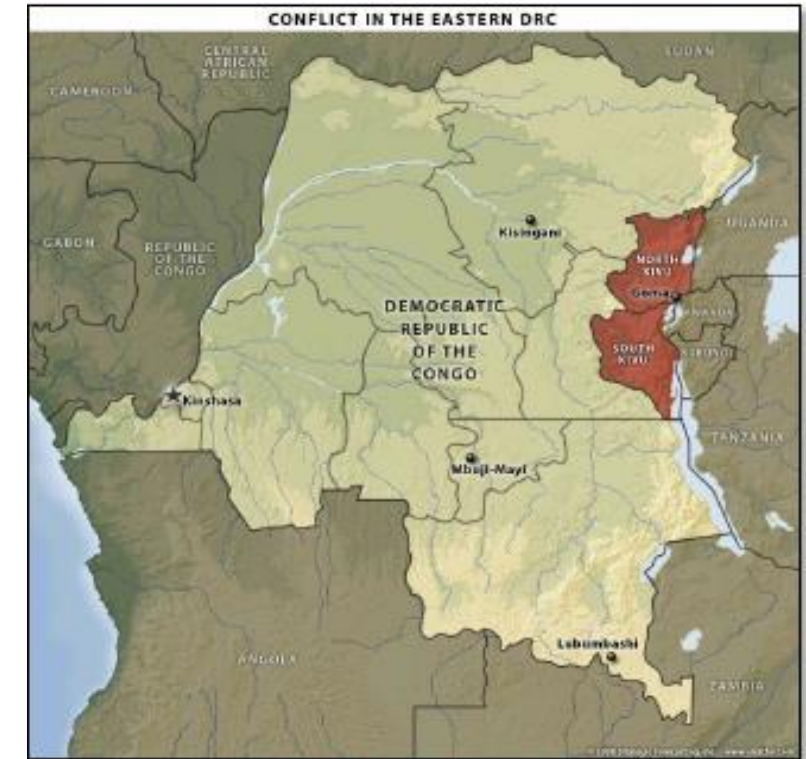 CONFLICT IN THE EASTERN DRC
CENTRAL
AFRICAN
REPUBLIC
SUDAN
CAMEROON
UGANDA
GABON
REPUBLIC
OF THE
CONGO
Kisingani
NORTH
KIVU
Goma
RWANDA
DEMOCRATIC
REPUBLIC
OF THE
CONGO
SOUTH
KIVU
BURUNDI
Kinshasa
TANZANIA
Mbuji-Mayi
Lubumbashi
ANGOLA
ZAMBIA